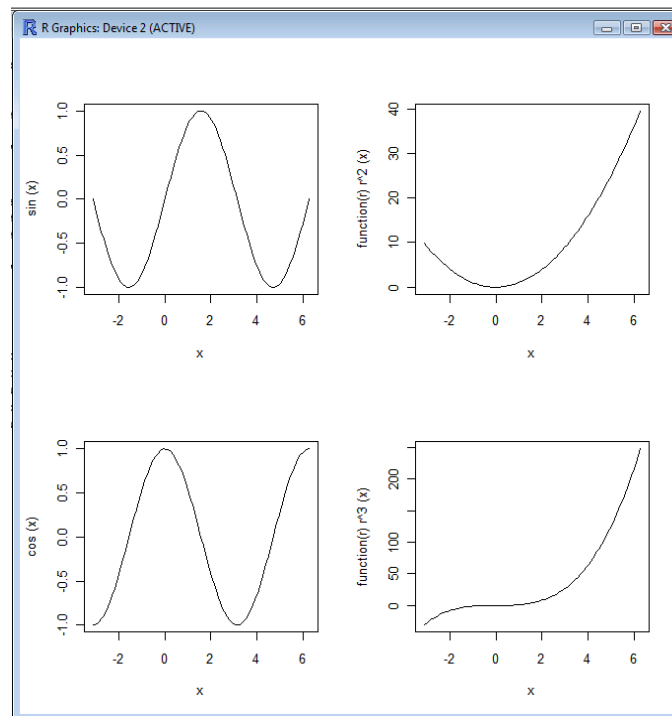 R Graphics: Device 2 (ACTIVE)
sin (x)
1.0
0.5
0.0
-0.5
-1.0
-2 0 2 4 6
x
function(r) r^2 (x)
40
30
20
10
0
-2 0 2 4 6
x
cos (x)
1.0
0.5
0.0
-0.5
-1.0
-2 0 2 4 6
x
function(r) r^3 (x)
200
100
50
0
-2 0 2 4 6
x